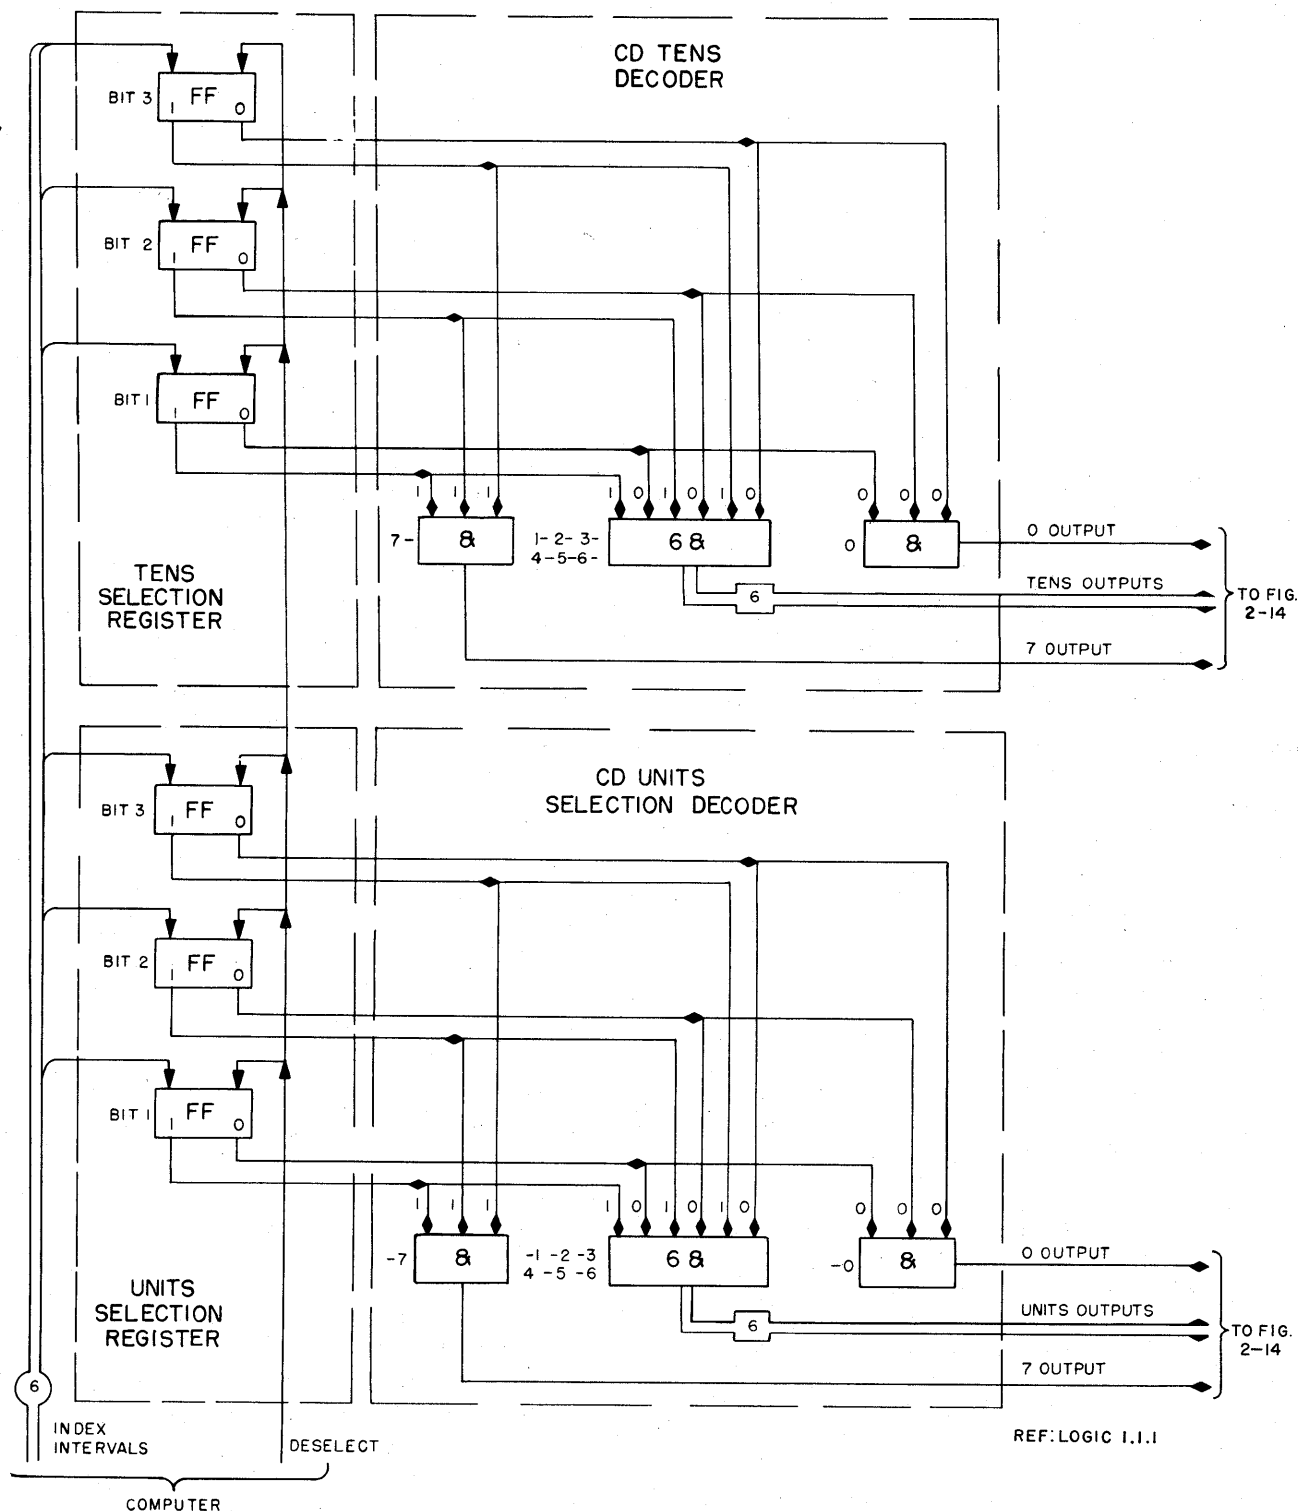 CD TENS
DECODER
BIT 3
FF
1
0
BIT 2
FF
1
0
BIT 1
FF
1
0
1 1 1
1 0 1 0 1 0
0 0 0
7-
&
1- 2- 3-
4-5-6-
6 &
0
&
0 OUTPUT
TENS OUTPUTS
6
7 OUTPUT
TO FIG.
2-14
TENS
SELECTION
REGISTER
CD UNITS
SELECTION DECODER
BIT 3
FF
1
0
BIT 2
FF
1
0
BIT 1
FF
1
0
1 1 1
1 0 1 0 1 0
0 0 0
-7
&
-1 -2 -3
4 -5 -6
6 &
-0
&
0 OUTPUT
UNITS OUTPUTS
6
7 OUTPUT
TO FIG.
2-14
UNITS
SELECTION
REGISTER
6
INDEX
INTERVALS
DESELECT
COMPUTER
REF: LOGIC 1.1.1